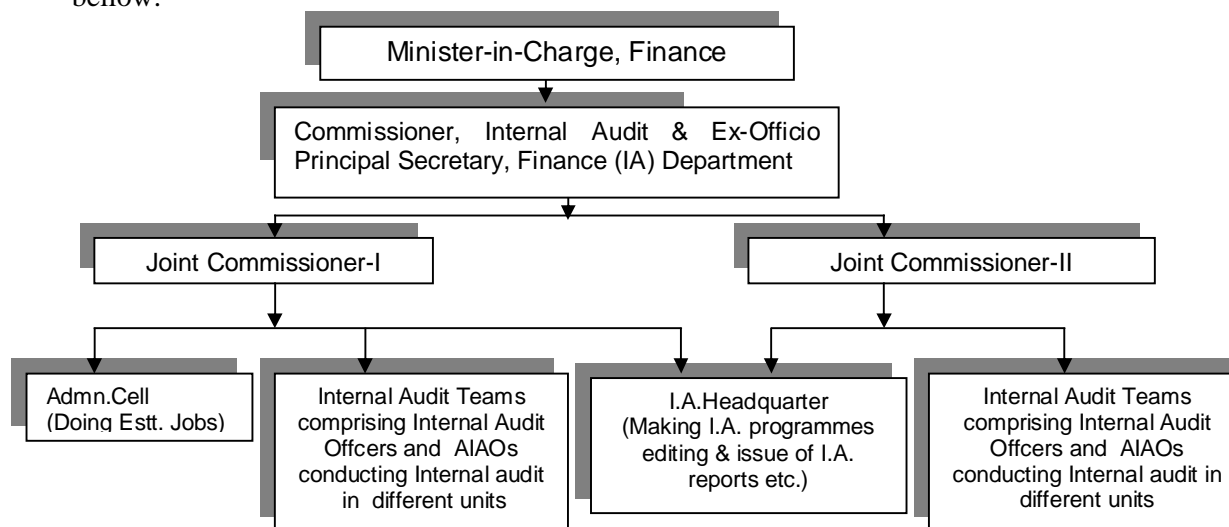 bellow:
Minister-in-Charge, Finance
Commissioner, Internal Audit & Ex-Officio
Principal Secretary, Finance (IA) Department
Joint Commissioner-I
Joint Commissioner-II
Admn.Cell
(Doing Estt. Jobs)
Internal Audit Teams
comprising Internal Audit
Offcers and AIAOs
conducting Internal audit
in different units
I.A.Headquarter
(Making I.A. programmes
editing & issue of I.A.
reports etc.)
Internal Audit Teams
comprising Internal Audit
Offcers and AIAOs
conducting Internal audit in
different units